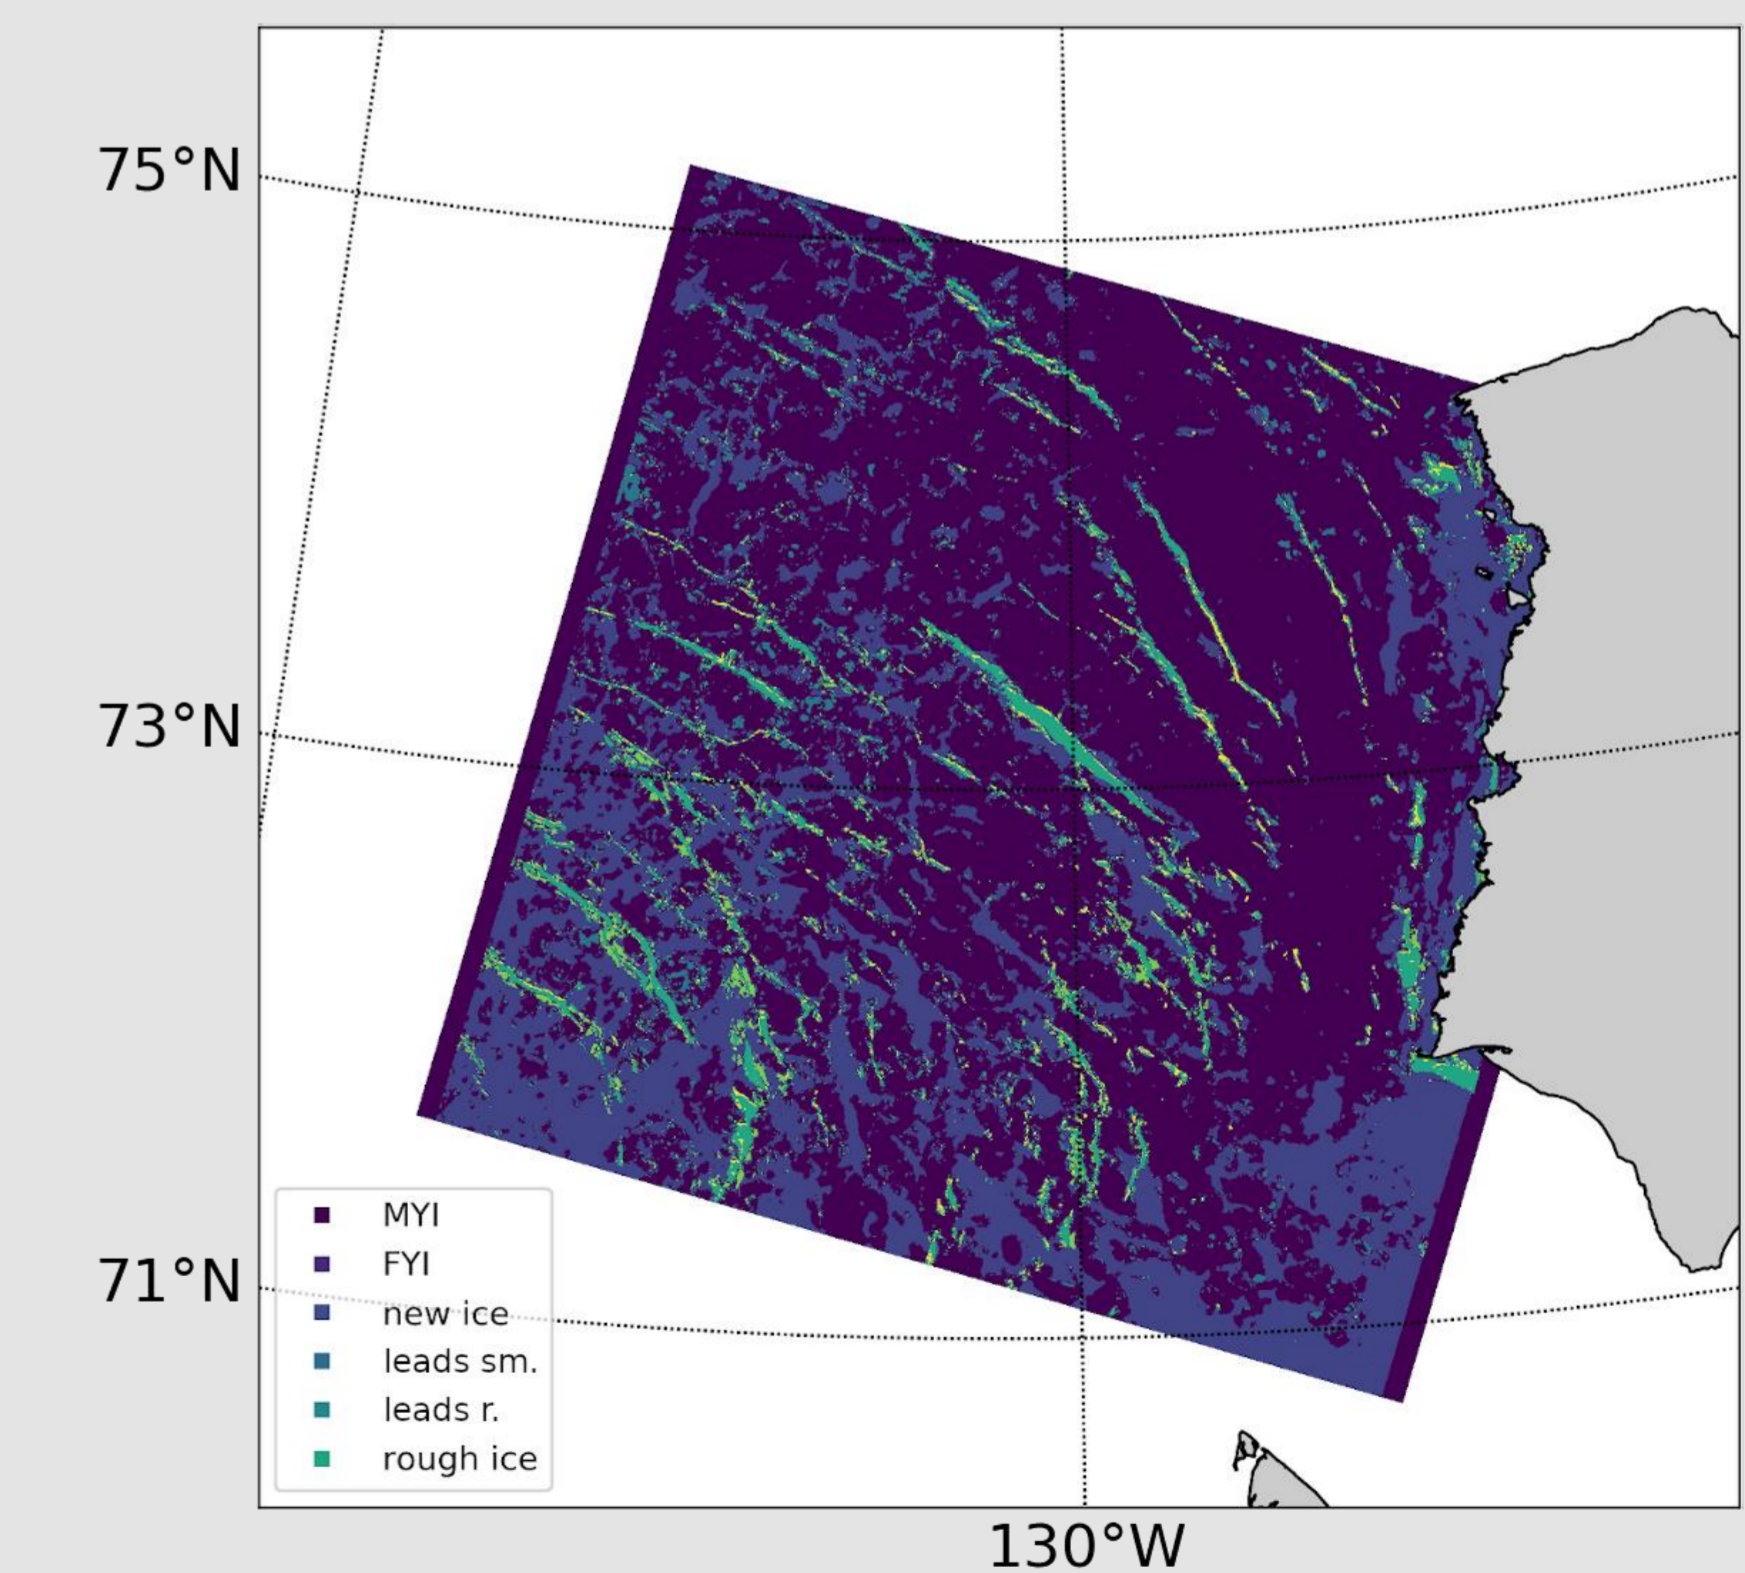 75°N
73°N
71°N
MYI
FYI
new ice
leads sm.
leads r.
rough ice
130°W